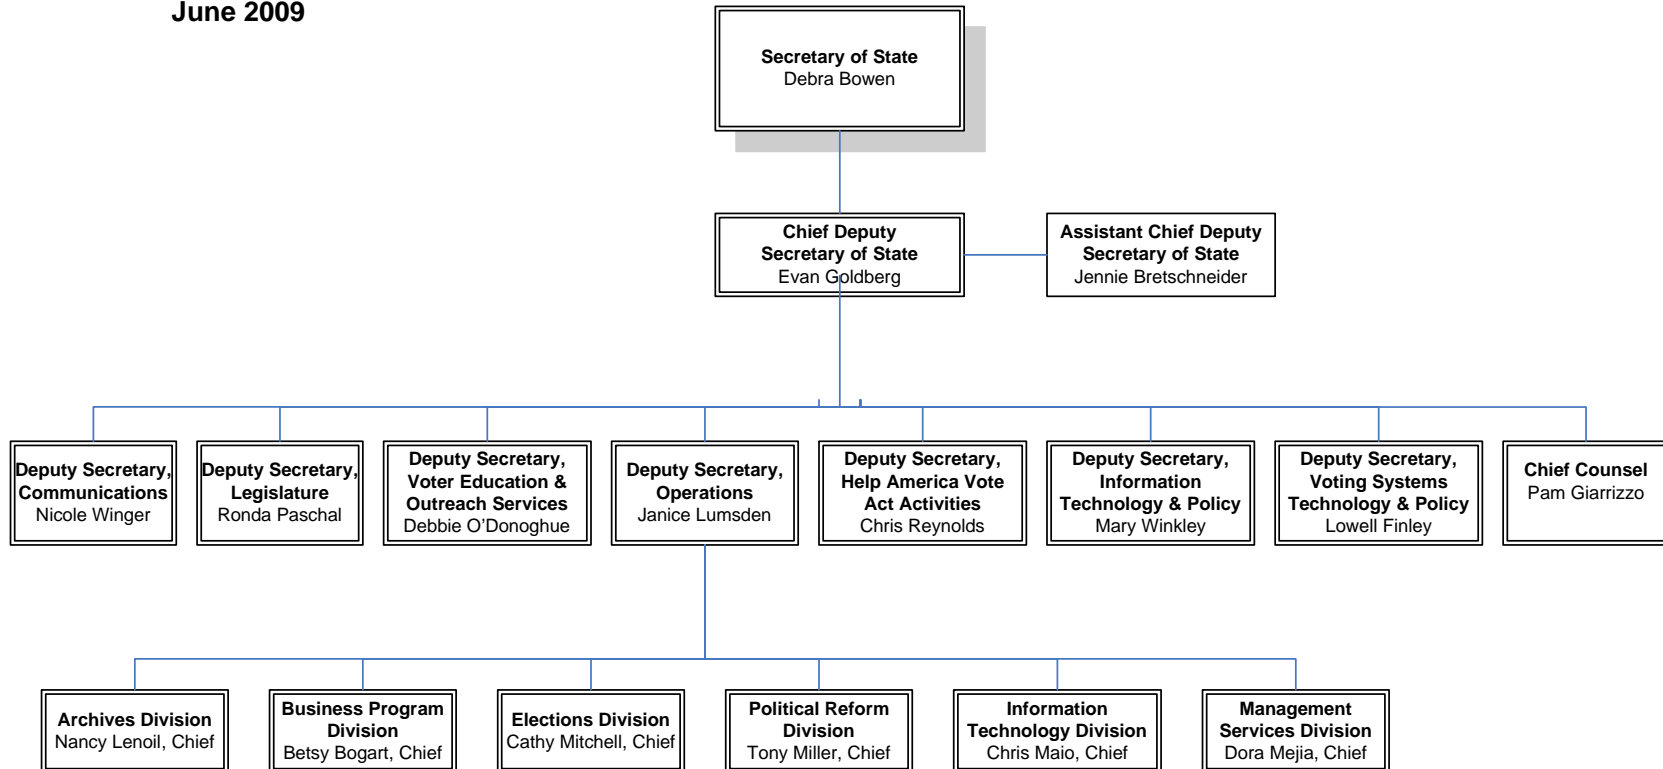 June 2009
Secretary of State
Debra Bowen
Chief Deputy
Secretary of State
Evan Goldberg
Assistant Chief Deputy
Secretary of State
Jennie Bretschneider
Deputy Secretary,
Communications
Nicole Winger
Deputy Secretary,
Legislature
Ronda Paschal
Deputy Secretary,
Voter Education &
Outreach Services
Debbie O’Donoghue
Deputy Secretary,
Operations
Janice Lumsden
Deputy Secretary,
Help America Vote
Act Activities
Chris Reynolds
Deputy Secretary,
Information
Technology & Policy
Mary Winkley
Deputy Secretary,
Voting Systems
Technology & Policy
Lowell Finley
Chief Counsel
Pam Giarrizzo
Archives Division
Nancy Lenoil, Chief
Business Program
Division
Betsy Bogart, Chief
Elections Division
Cathy Mitchell, Chief
Political Reform
Division
Tony Miller, Chief
Information
Technology Division
Chris Maio, Chief
Management
Services Division
Dora Mejia, Chief